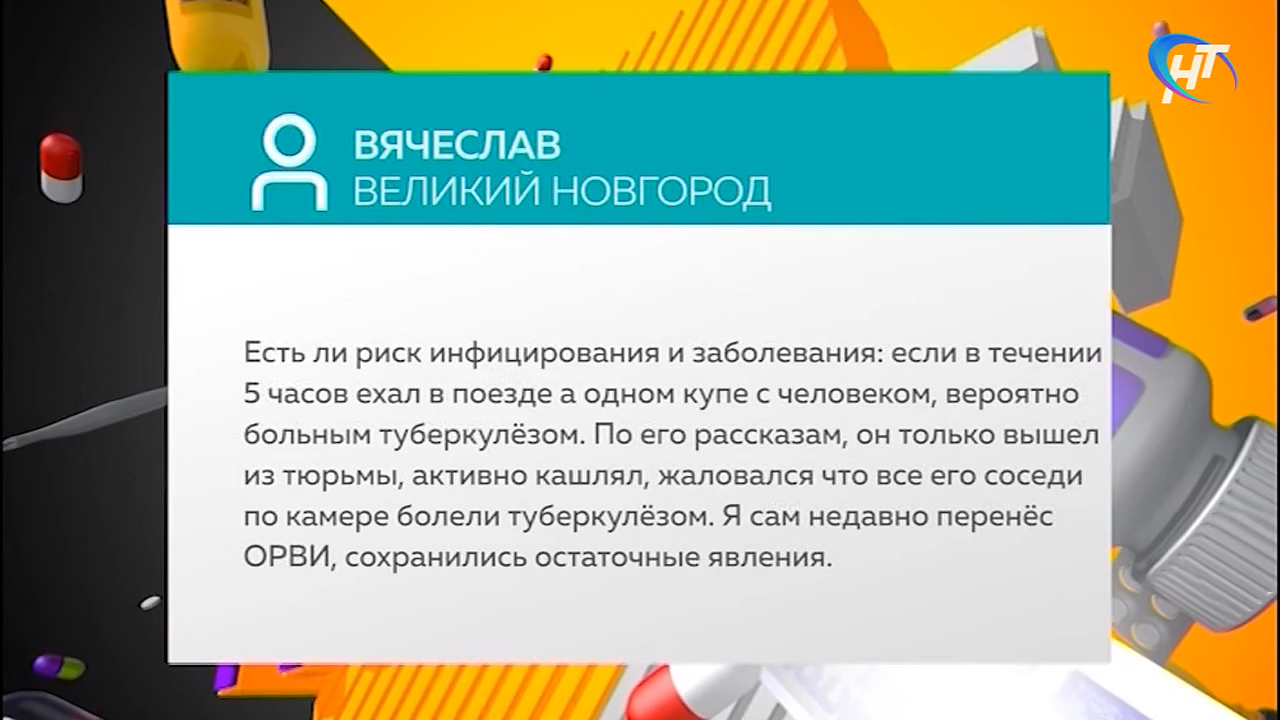 НТ
ВЯЧЕСЛАВ
ВЕЛИКИЙ НОВГОРОД
Есть ли риск инфицирования и заболевания: если в течении
5 часов ехал в поезде а одном купе с человеком, вероятно
больным туберкулёзом. По его рассказам, он только вышел
из тюрьмы, активно кашлял, жаловался что все его соседи
по камере болели туберкулёзом. Я сам недавно перенёс
ОРВИ, сохранились остаточные явления.